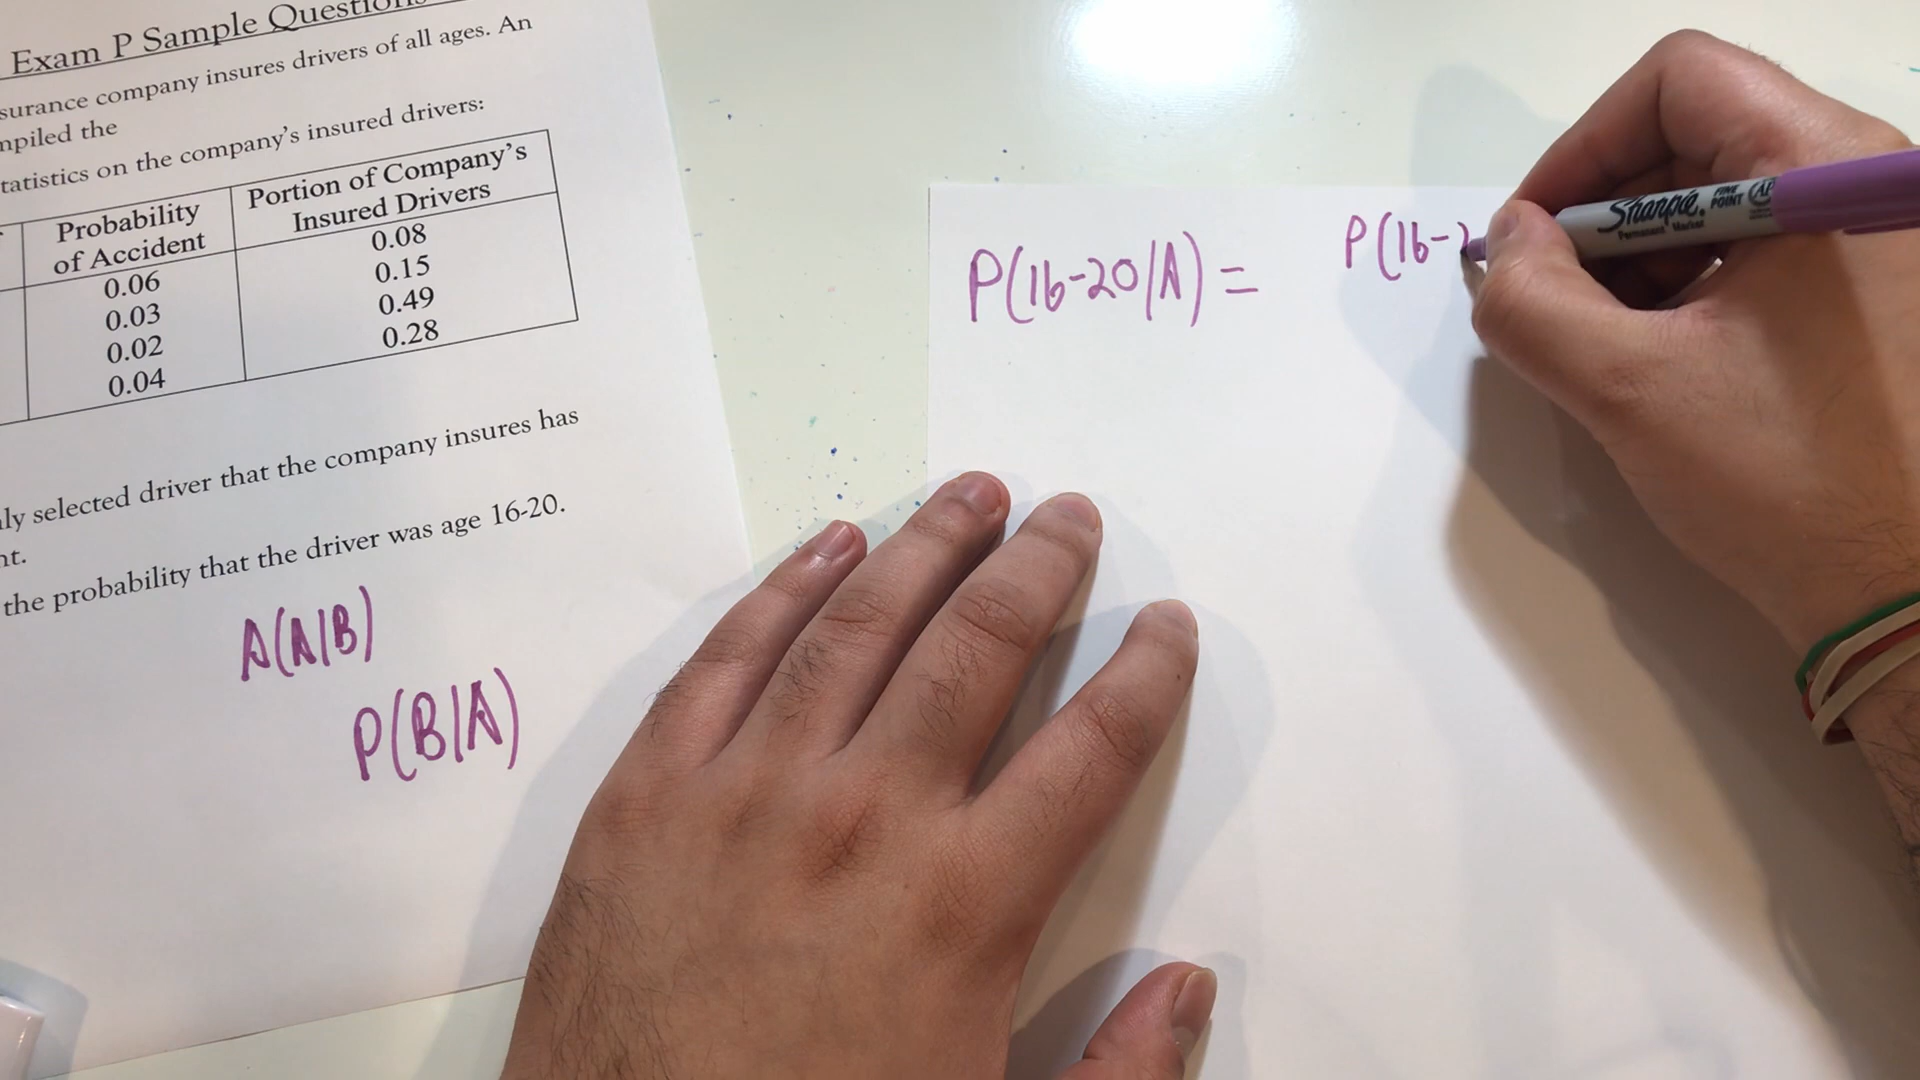 Exam P Sample Question
surance company insures drivers of all ages. An
mpiled the
tatistics on the company's insured drivers:
Probability of Accident
Portion of Company's Insured Drivers
0.06 0.08
0.03 0.15
0.02 0.49
0.04 0.28
ly selected driver that the company insures has
nt.
the probability that the driver was age 16-20.
A(A|B)
P(B|A)
P(16-20|A) =
P(16-2
Sharpie. FINE POINT AP
Permanent Marker